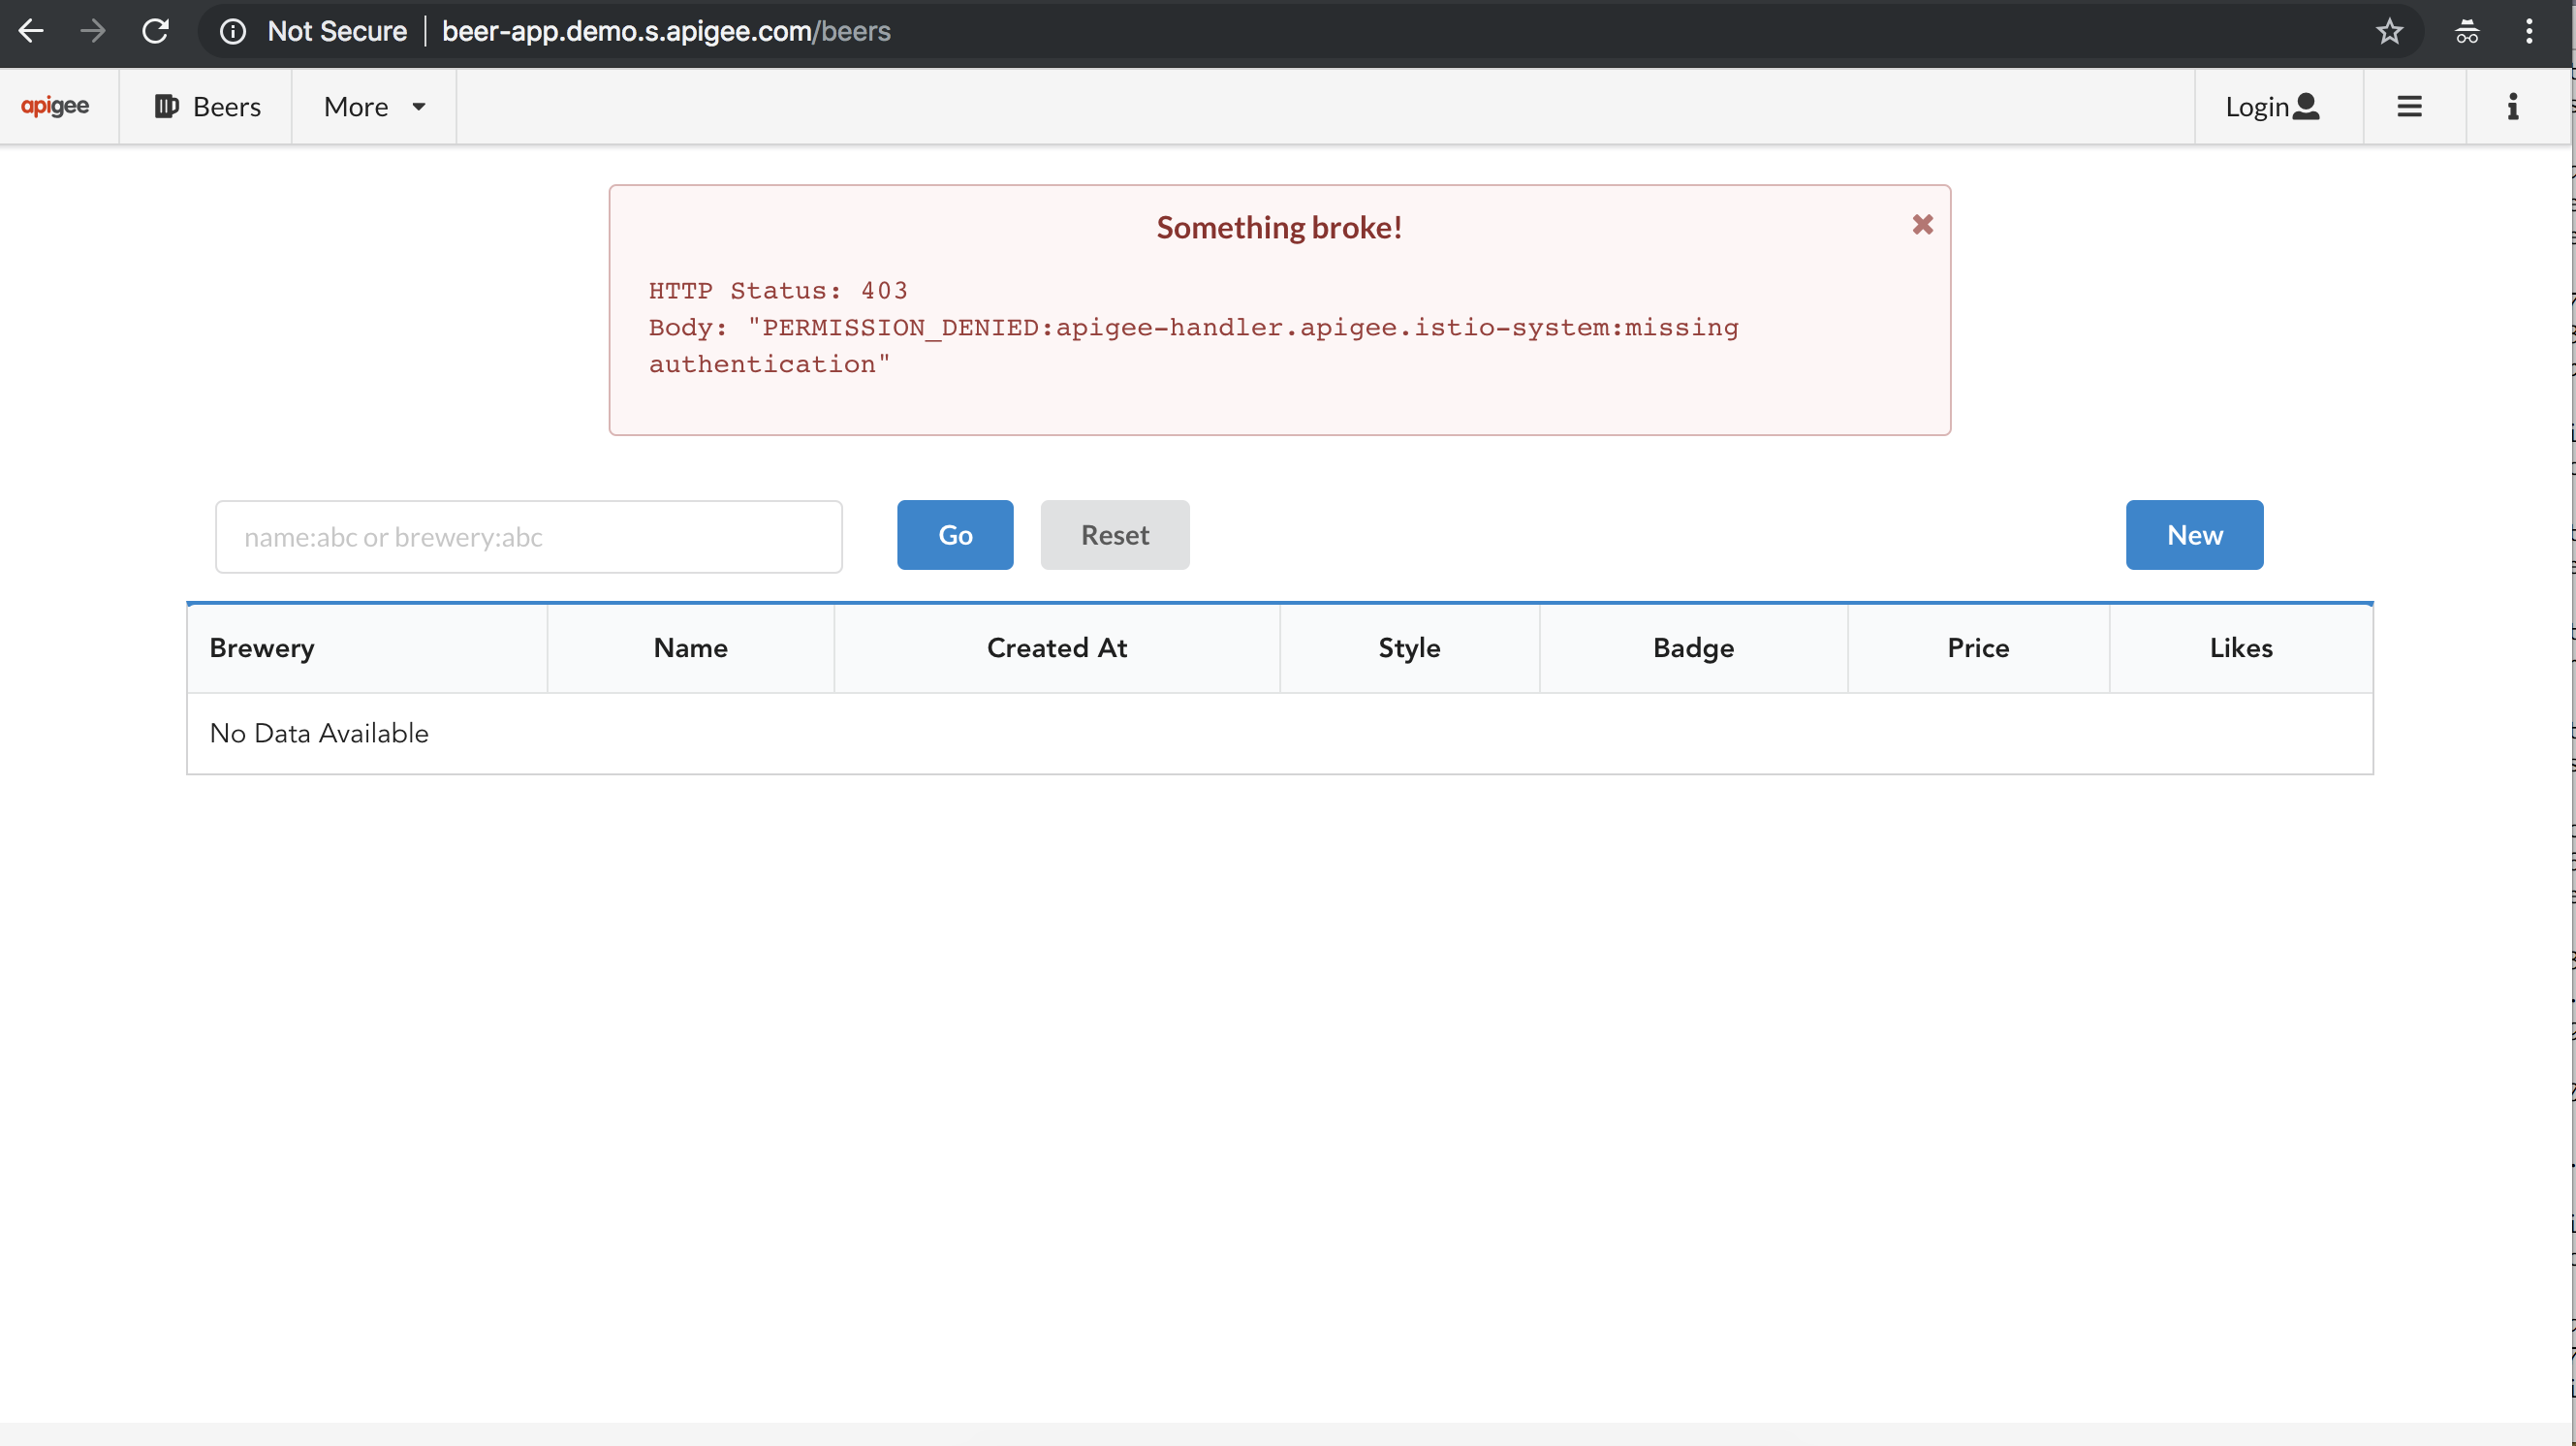 Not Secure | beer-app.demo.s.apigee.com/beers
apigee Beers More Login
Something broke!
HTTP Status: 403
Body: "PERMISSION_DENIED:apigee-handler.apigee.istio-system:missing
authentication"
name:abc or brewery:abc Go Reset New
Brewery Name Created At Style Badge Price Likes
No Data Available